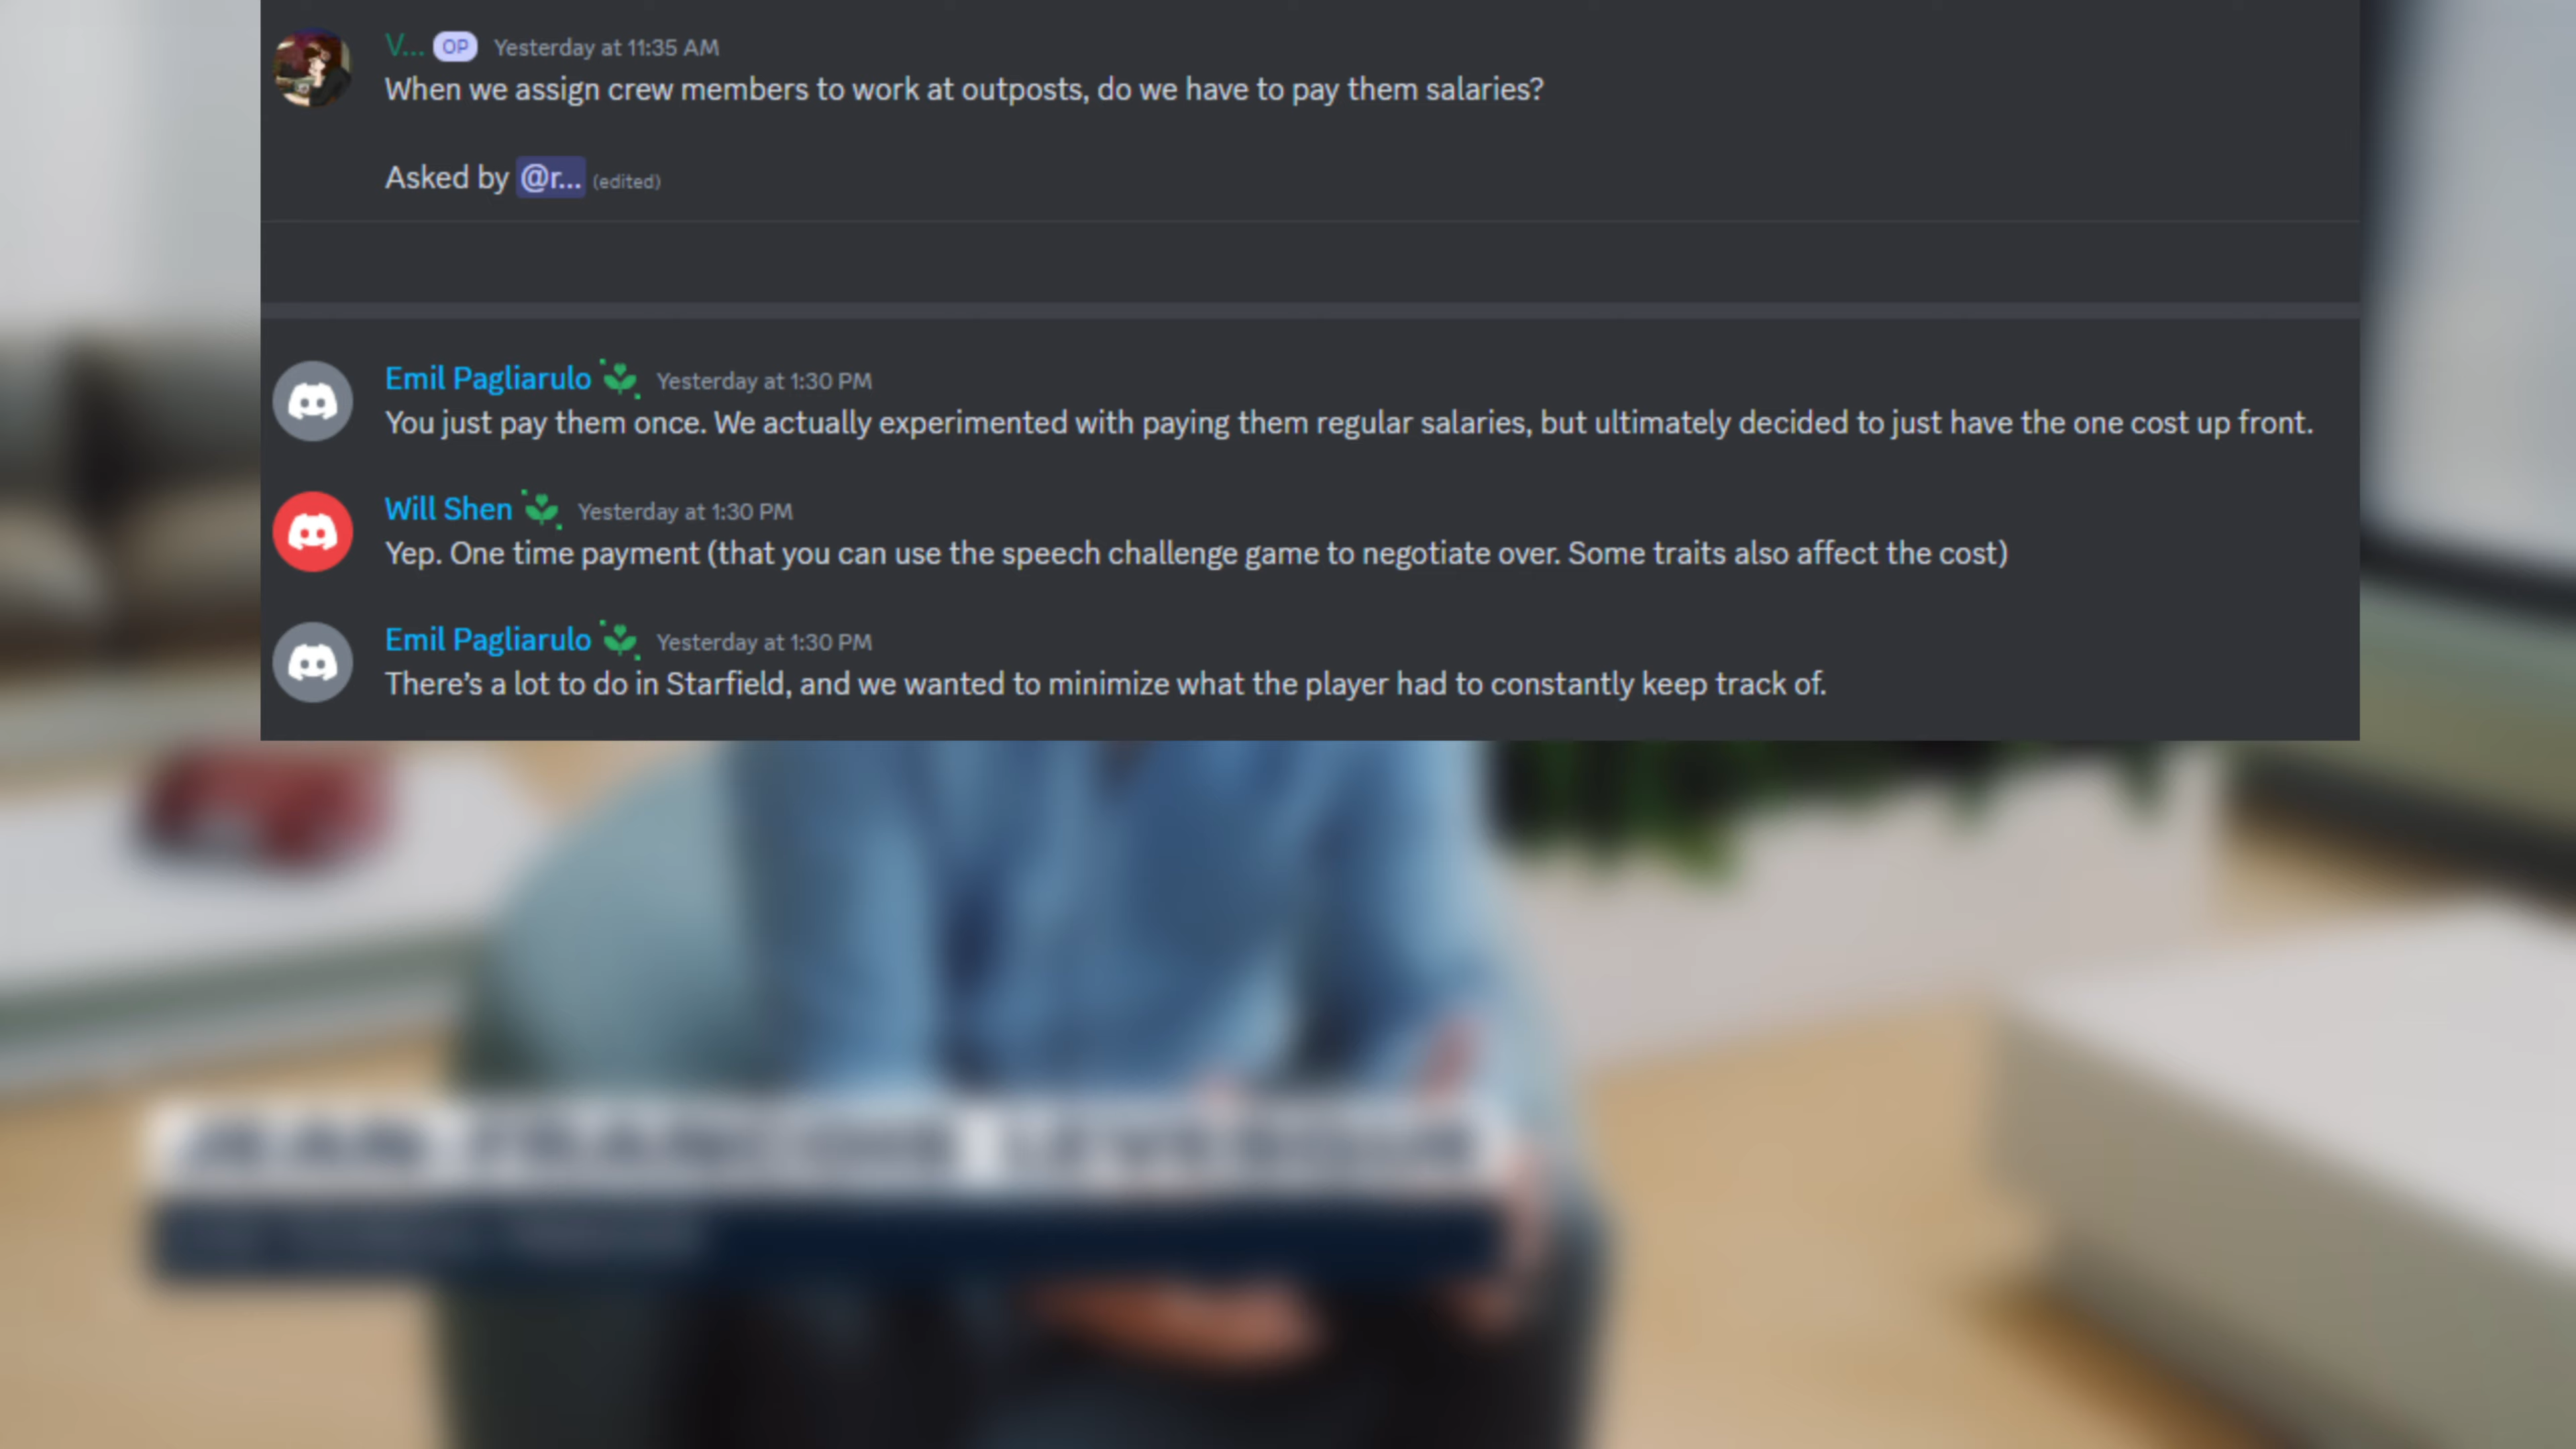 V... OP Yesterday at 11:35 AM
When we assign crew members to work at outposts, do we have to pay them salaries?
Asked by @r... (edited)
Emil Pagliarulo Yesterday at 1:30 PM
You just pay them once. We actually experimented with paying them regular salaries, but ultimately decided to just have the one cost up front.
Will Shen Yesterday at 1:30 PM
Yep. One time payment (that you can use the speech challenge game to negotiate over. Some traits also affect the cost)
Emil Pagliarulo Yesterday at 1:30 PM
There's a lot to do in Starfield, and we wanted to minimize what the player had to constantly keep track of.